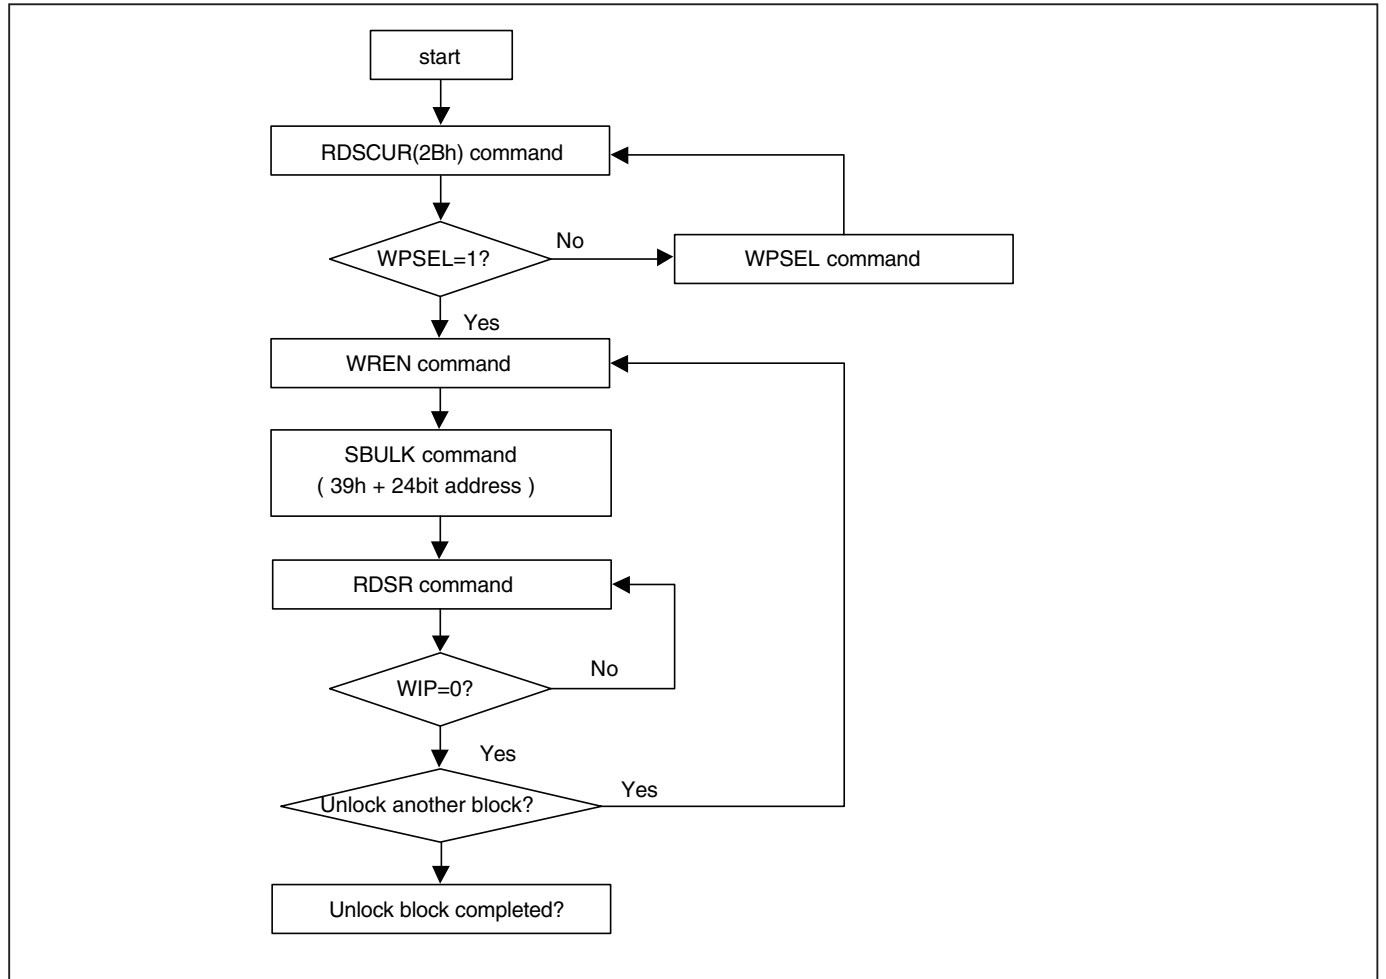 start
RDSCUR(2Bh) command
WPSEL=1?
No
WPSEL command
Yes
WREN command
SBULK command
( 39h + 24bit address )
RDSR command
WIP=0?
No
Yes
Unlock another block?
Yes
Unlock block completed?